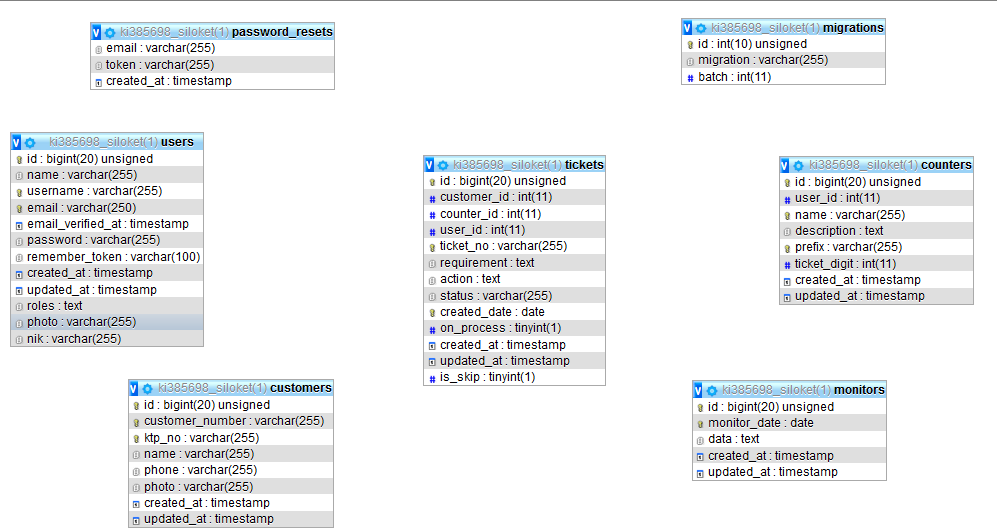 ki385698_siloket(1) password_resets
email : varchar(255)
token : varchar(255)
created_at : timestamp
ki385698_siloket(1) migrations
id : int(10) unsigned
migration : varchar(255)
batch : int(11)
ki385698_siloket(1) users
id : bigint(20) unsigned
name : varchar(255)
username : varchar(255)
email : varchar(250)
email_verified_at : timestamp
password : varchar(255)
remember_token : varchar(100)
created_at : timestamp
updated_at : timestamp
roles : text
photo : varchar(255)
nik : varchar(255)
ki385698_siloket(1) tickets
id : bigint(20) unsigned
customer_id : int(11)
counter_id : int(11)
user_id : int(11)
ticket_no : varchar(255)
requirement : text
action : text
status : varchar(255)
created_date : date
on_process : tinyint(1)
created_at : timestamp
updated_at : timestamp
is_skip : tinyint(1)
ki385698_siloket(1) counters
id : bigint(20) unsigned
user_id : int(11)
name : varchar(255)
description : text
prefix : varchar(255)
ticket_digit : int(11)
created_at : timestamp
updated_at : timestamp
ki385698_siloket(1) customers
id : bigint(20) unsigned
customer_number : varchar(255)
ktp_no : varchar(255)
name : varchar(255)
phone : varchar(255)
photo : varchar(255)
created_at : timestamp
updated_at : timestamp
ki385698_siloket(1) monitors
id : bigint(20) unsigned
monitor_date : date
data : text
created_at : timestamp
updated_at : timestamp